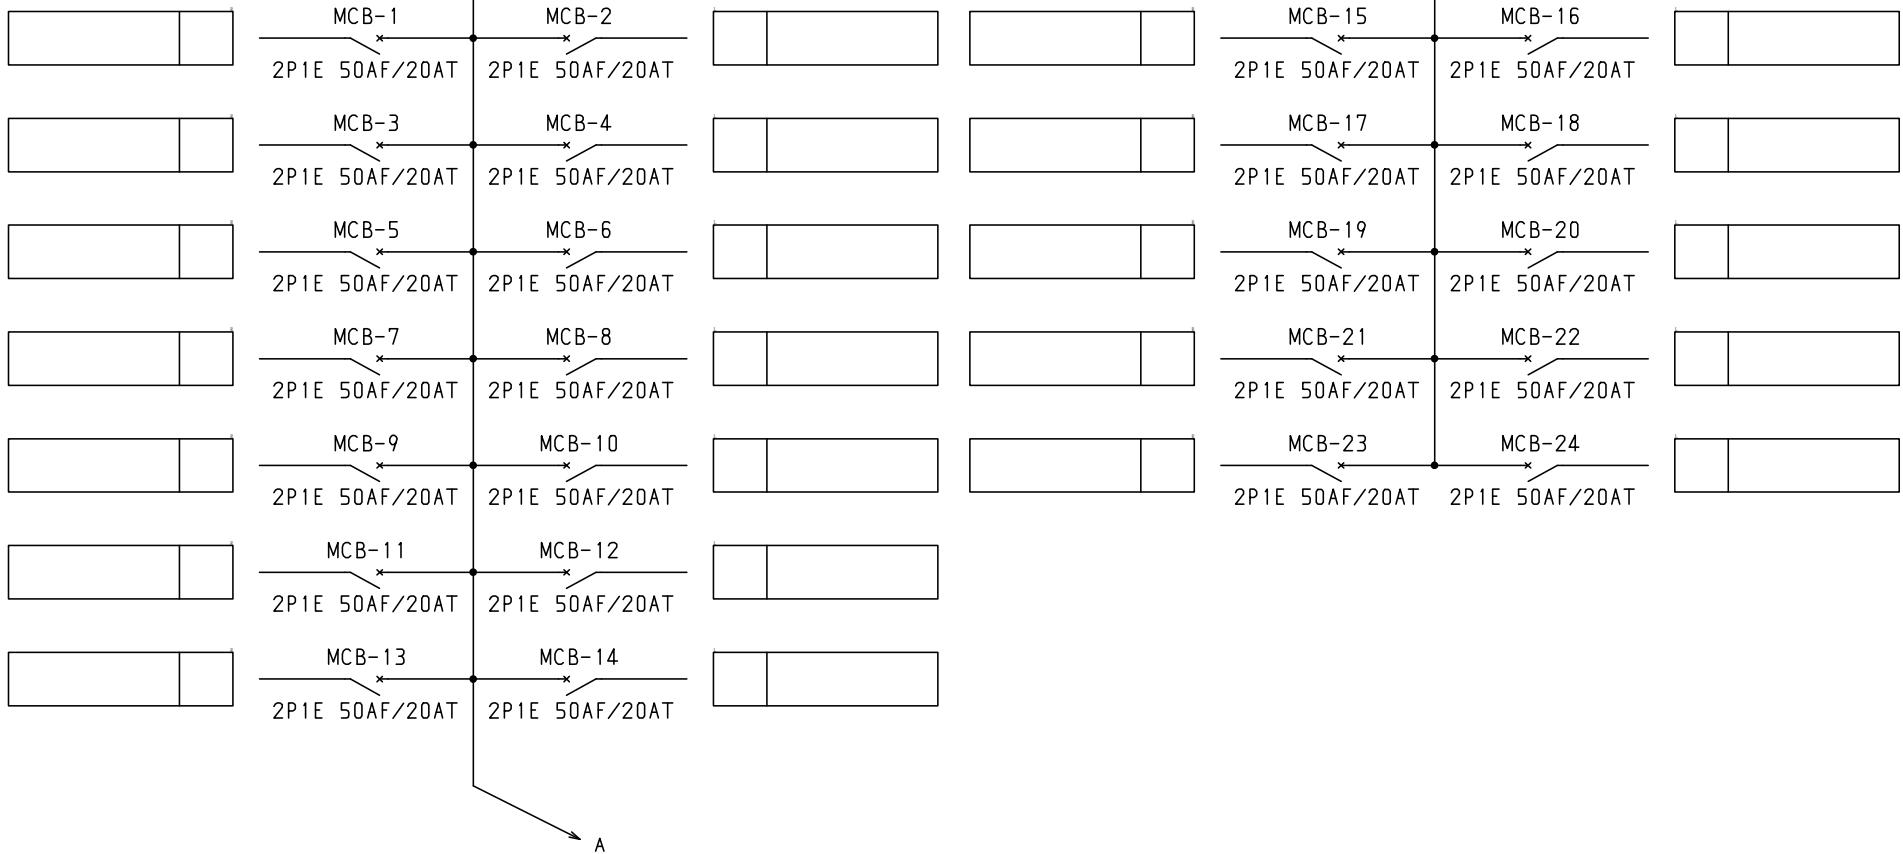 MCB-1 MCB-2 MCB-15 MCB-16
2P1E 50AF/20AT 2P1E 50AF/20AT 2P1E 50AF/20AT 2P1E 50AF/20AT
MCB-3 MCB-4 MCB-17 MCB-18
2P1E 50AF/20AT 2P1E 50AF/20AT 2P1E 50AF/20AT 2P1E 50AF/20AT
MCB-5 MCB-6 MCB-19 MCB-20
2P1E 50AF/20AT 2P1E 50AF/20AT 2P1E 50AF/20AT 2P1E 50AF/20AT
MCB-7 MCB-8 MCB-21 MCB-22
2P1E 50AF/20AT 2P1E 50AF/20AT 2P1E 50AF/20AT 2P1E 50AF/20AT
MCB-9 MCB-10 MCB-23 MCB-24
2P1E 50AF/20AT 2P1E 50AF/20AT 2P1E 50AF/20AT 2P1E 50AF/20AT
MCB-11 MCB-12
2P1E 50AF/20AT 2P1E 50AF/20AT
MCB-13 MCB-14
2P1E 50AF/20AT 2P1E 50AF/20AT
A